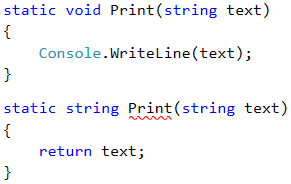 static void Print(string text)
{
    Console.WriteLine(text);
}
static string Print(string text)
{
    return text;
}